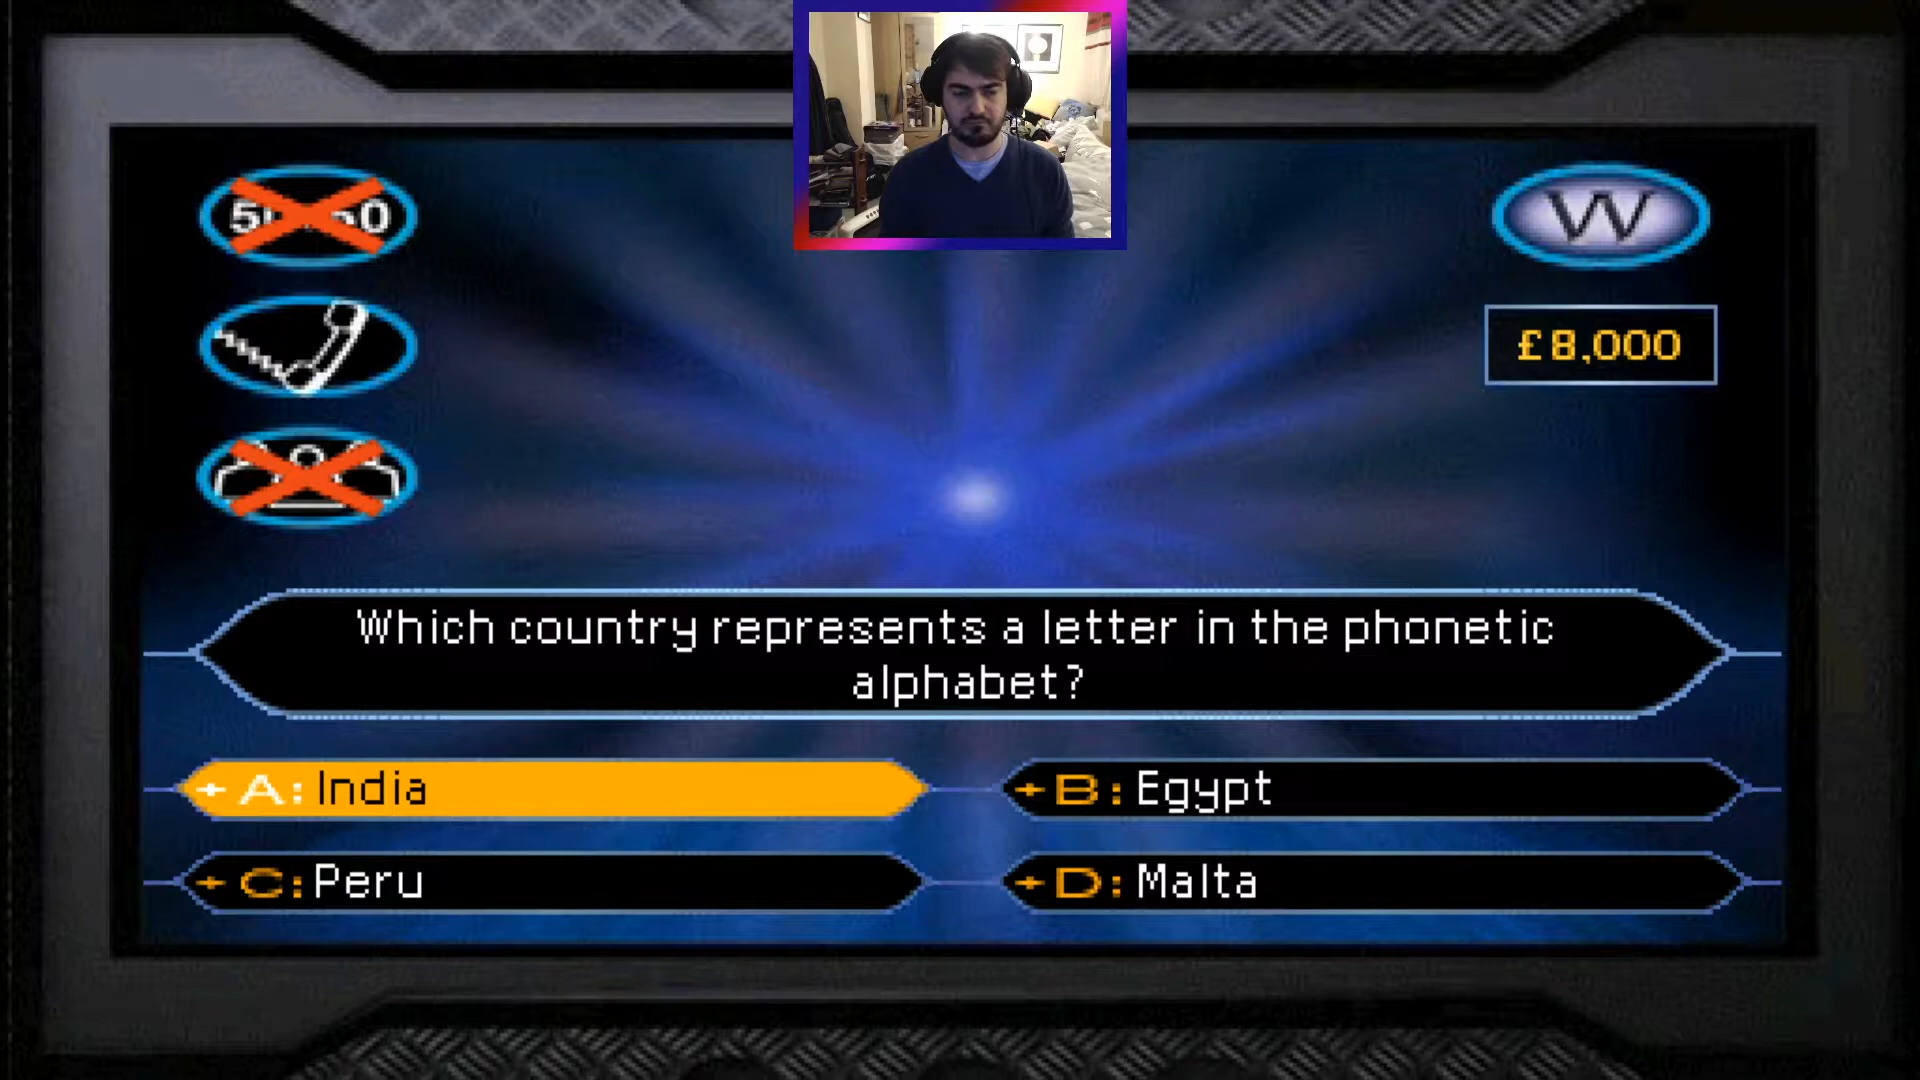 W
£8,000
Which country represents a letter in the phonetic
alphabet?
A: India
B: Egypt
C: Peru
D: Malta